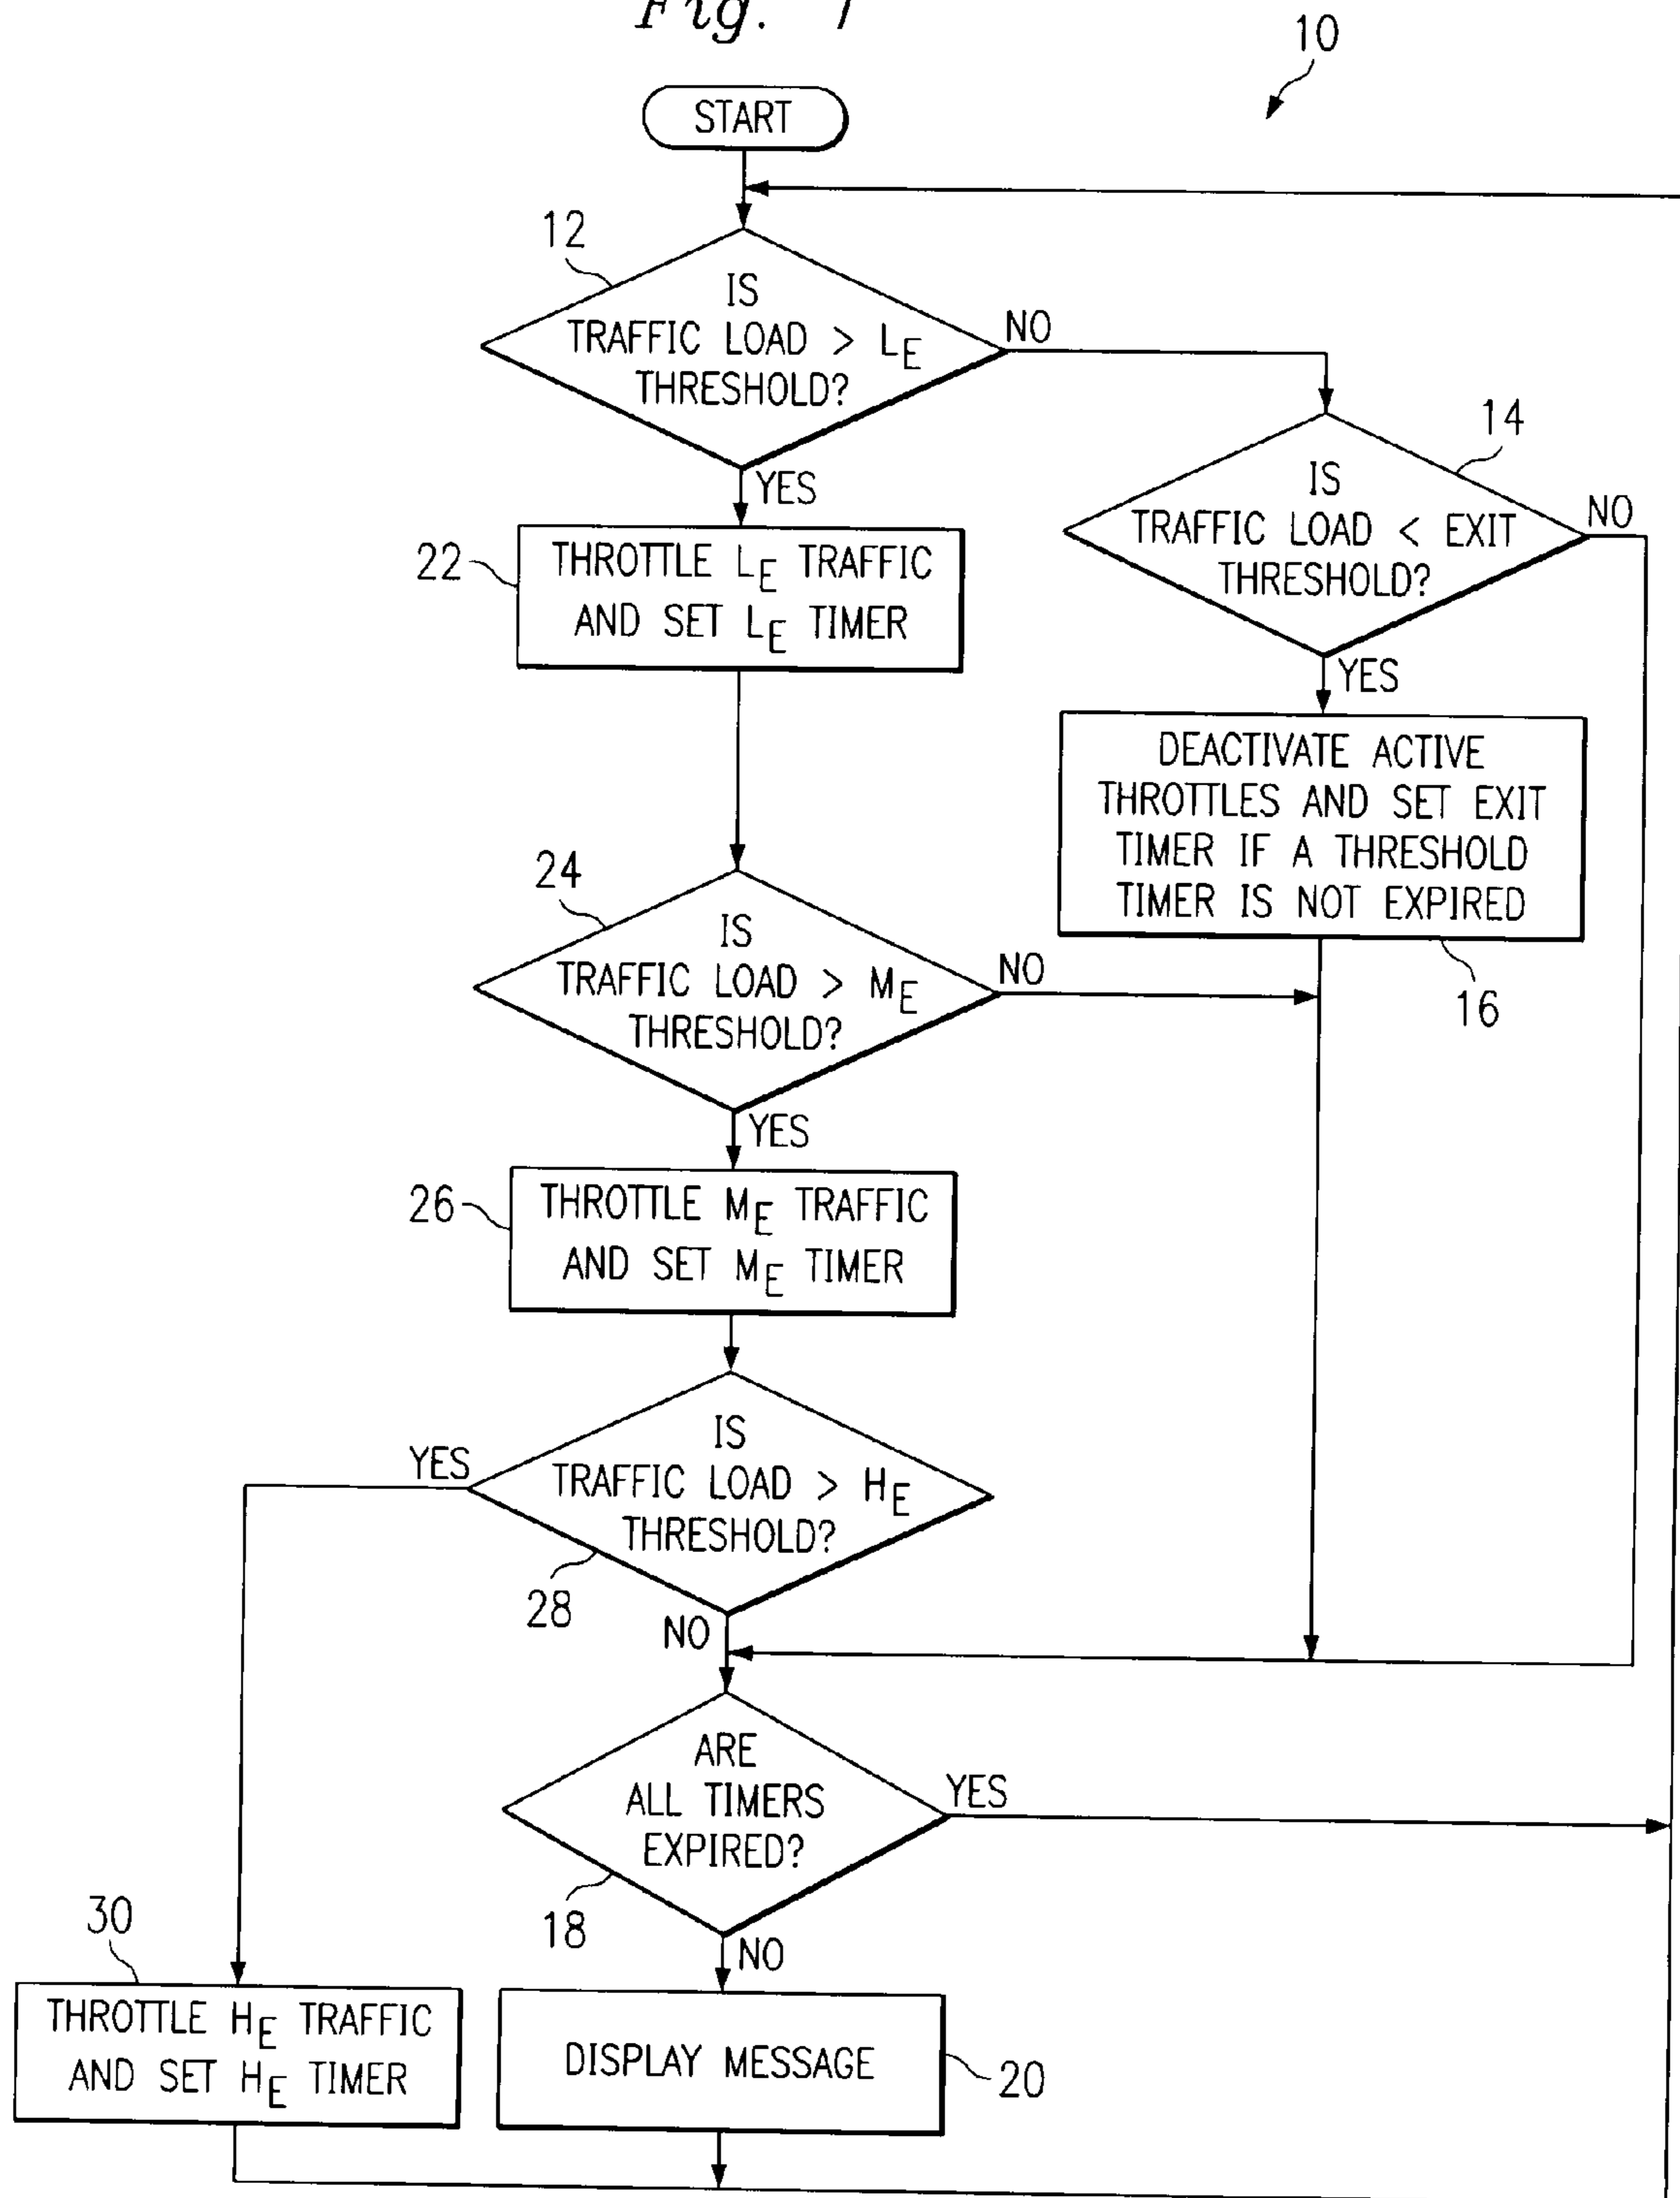 Fig. 1
10
START
12
IS
TRAFFIC LOAD > LE
THRESHOLD?
NO
YES
14
IS
TRAFFIC LOAD < EXIT
THRESHOLD?
NO
YES
22
THROTTLE LE TRAFFIC
AND SET LE TIMER
DEACTIVATE ACTIVE
THROTTLES AND SET EXIT
TIMER IF A THRESHOLD
TIMER IS NOT EXPIRED
16
24
IS
TRAFFIC LOAD > ME
THRESHOLD?
NO
YES
26
THROTTLE ME TRAFFIC
AND SET ME TIMER
IS
TRAFFIC LOAD > HE
THRESHOLD?
YES
28
NO
ARE
ALL TIMERS
EXPIRED?
YES
18
NO
30
THROTTLE HE TRAFFIC
AND SET HE TIMER
DISPLAY MESSAGE
20